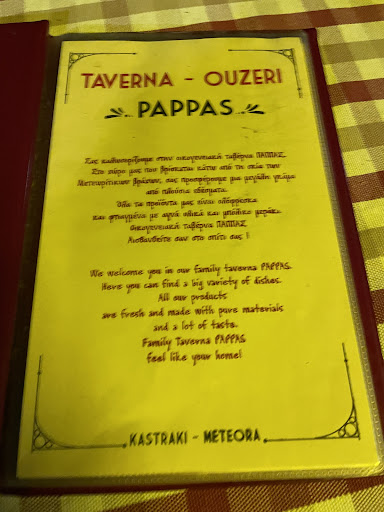 TAVERNA - OUZERI
PAPPAS
Σας καλωσορίζουμε στην οικογενειακή ταβέρνα ΠΑΠΠΑΣ.
Στο χώρο μας που βρίσκεται κάτω από τη σκιά των
Μετεωρίτικων βράχων, σας προσφέρουμε μια μεγάλη γκάμα
από πλούσια εδέσματα.
Όλα τα προϊόντα μας είναι ολόφρεσκα
και φτιαγμένα με αγνά υλικά και μπόλικο μεράκι.
Οικογενειακή ταβέρνα ΠΑΠΠΑΣ
Αισθανθείτε σαν στο σπίτι σας !
We welcome you in our family taverna PAPPAS.
Here you can find a big variety of dishes.
All our products
are fresh and made with pure materials
and a lot of taste.
Family Taverna PAPPAS
feel like your home!
KASTRAKI - METEORA